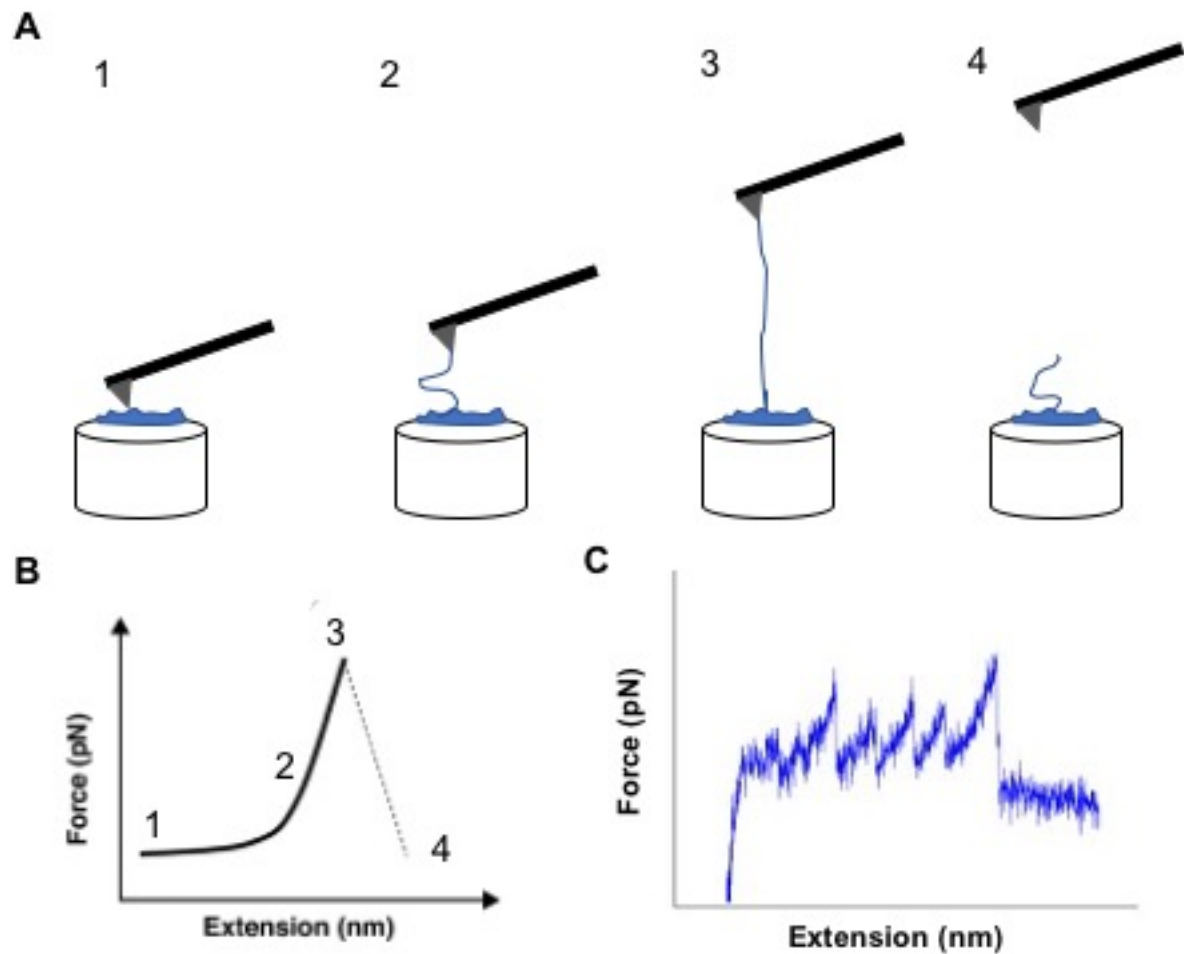 A
1 2 3 4
B
Force (pN)
1
2
3
4
Extension (nm)
C
Force (pN)
Extension (nm)